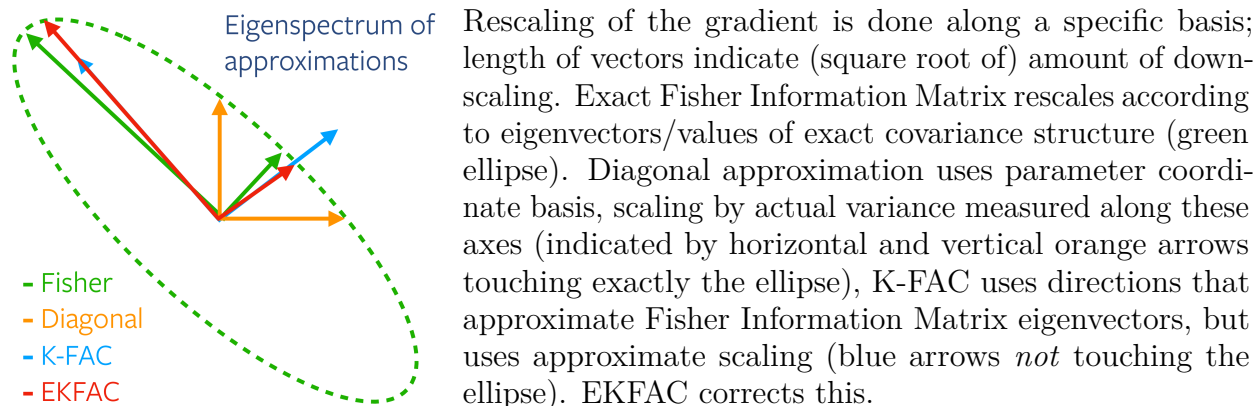 Eigenspectrum of
approximations
- Fisher
- Diagonal
- K-FAC
- EKFAC
Rescaling of the gradient is done along a specific basis;
length of vectors indicate (square root of) amount of down-
scaling. Exact Fisher Information Matrix rescales according
to eigenvectors/values of exact covariance structure (green
ellipse). Diagonal approximation uses parameter coordi-
nate basis, scaling by actual variance measured along these
axes (indicated by horizontal and vertical orange arrows
touching exactly the ellipse), K-FAC uses directions that
approximate Fisher Information Matrix eigenvectors, but
uses approximate scaling (blue arrows not touching the
ellipse). EKFAC corrects this.